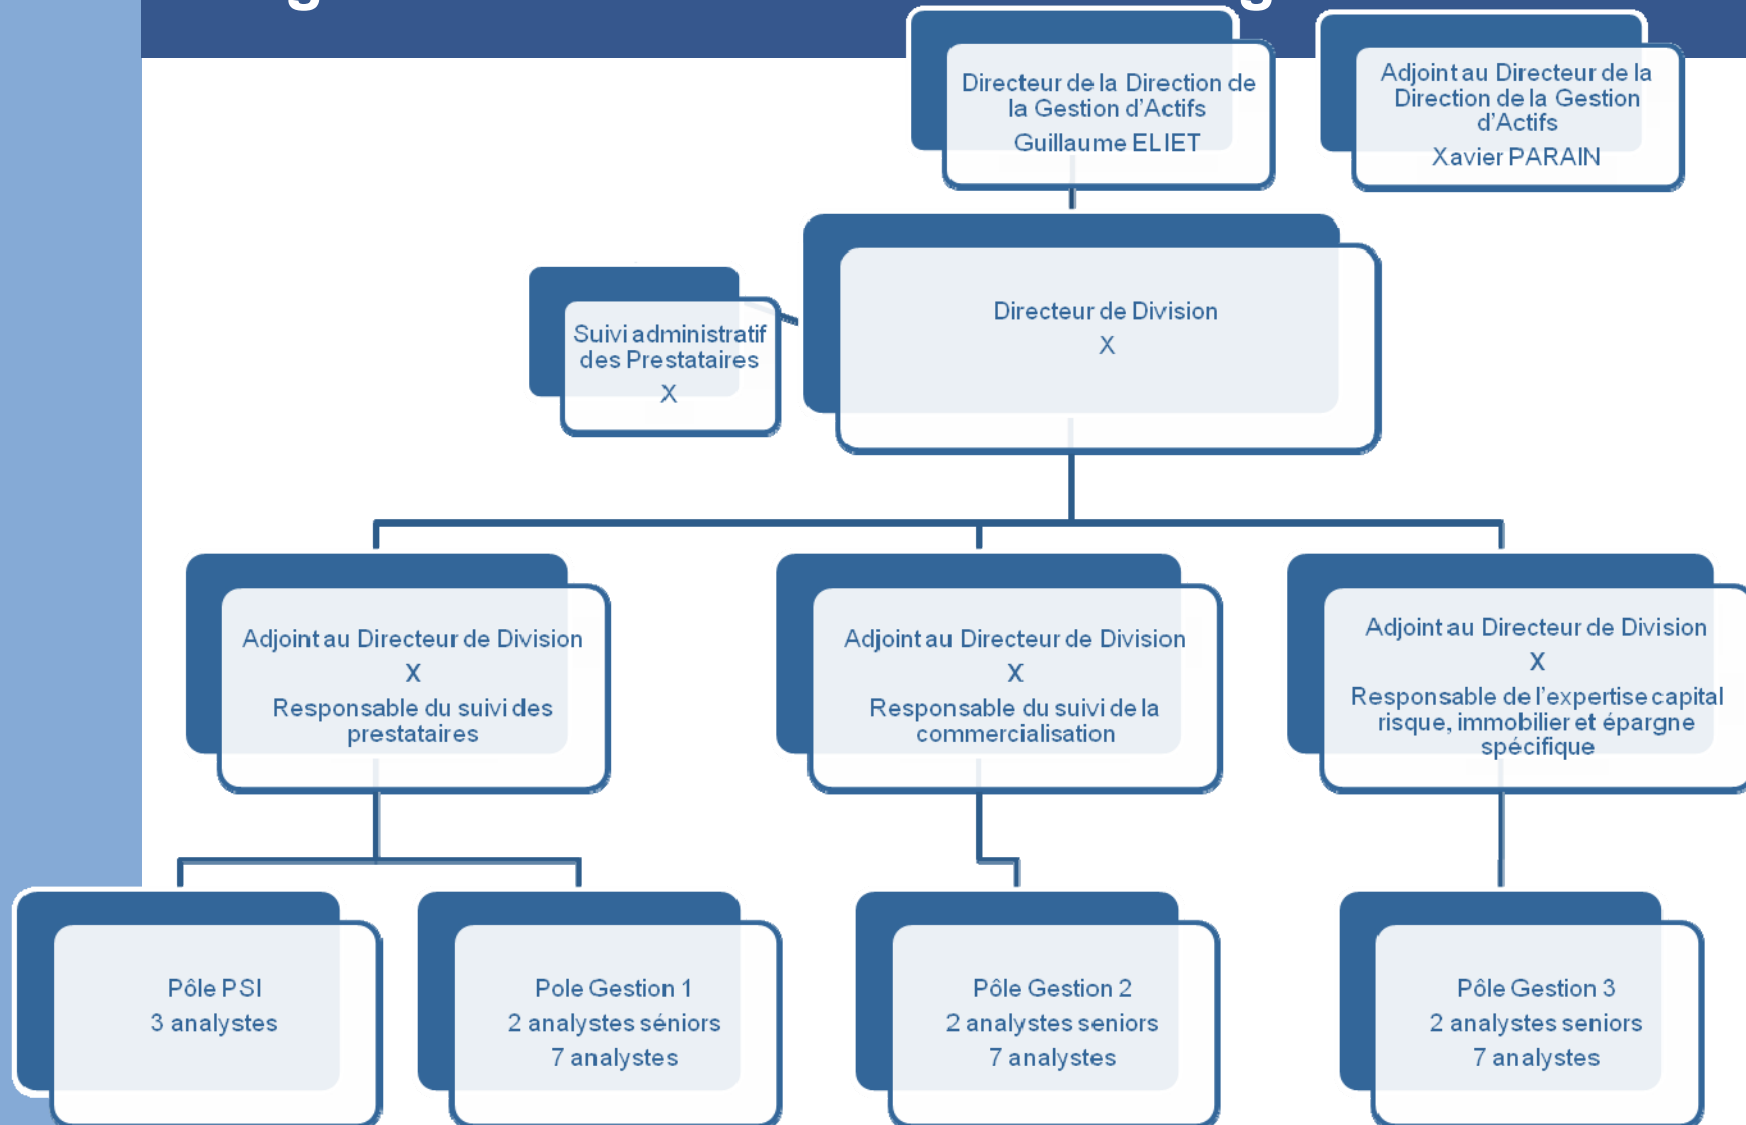 Directeur de la Direction de
la Gestion d'Actifs
Guillaume ELIET
Adjoint au Directeur de la
Direction de la Gestion
d'Actifs
Xavier PARAIN
Directeur de Division
X
Suivi administratif
des Prestataires
X
Adjoint au Directeur de Division
X
Responsable du suivi des
prestataires
Adjoint au Directeur de Division
X
Responsable du suivi de la
commercialisation
Adjoint au Directeur de Division
X
Responsable de l'expertise capital
risque, immobilier et épargne
spécifique
Pôle PSI
3 analystes
Pole Gestion 1
2 analystes séniors
7 analystes
Pôle Gestion 2
2 analystes seniors
7 analystes
Pôle Gestion 3
2 analystes seniors
7 analystes